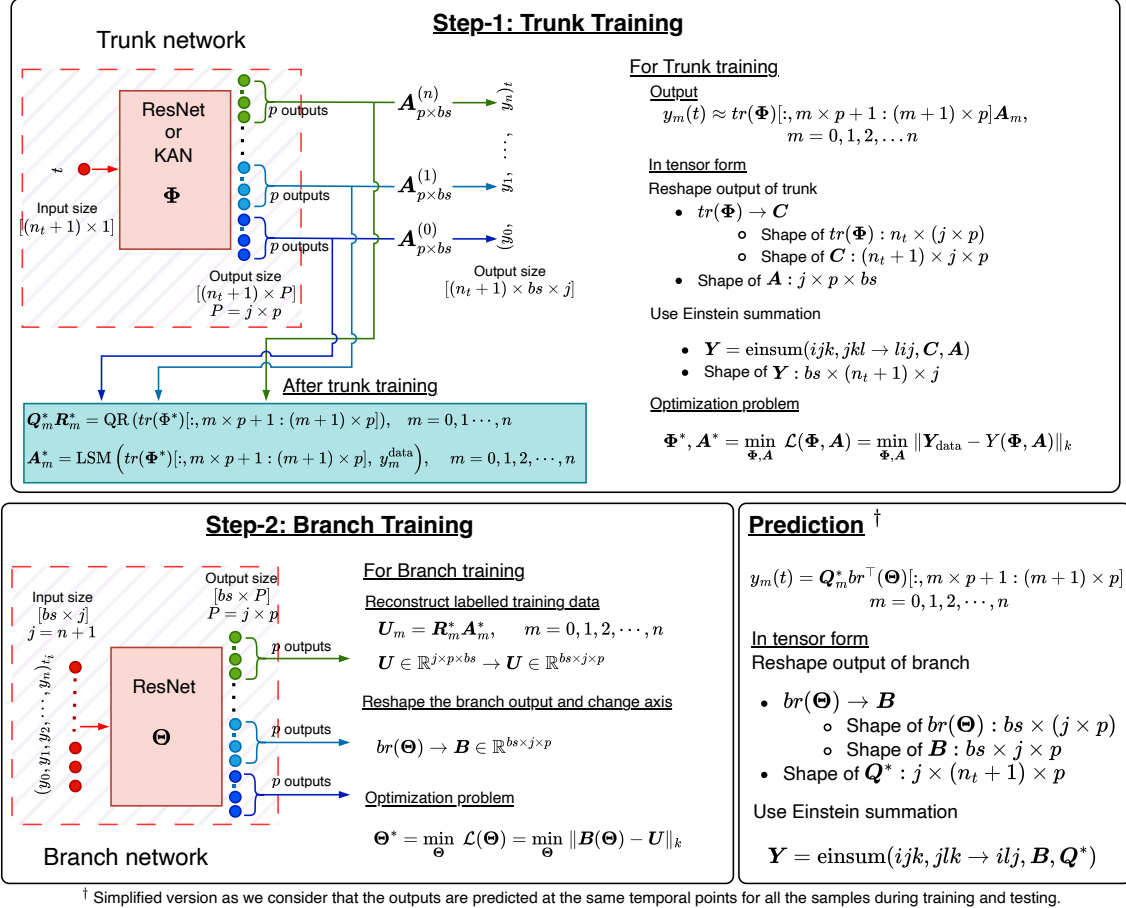 Step-1: Trunk Training
Trunk network
ResNet
or
KAN
Φ
t
Input size
[(n_t + 1) × 1]
p outputs
p outputs
p outputs
Output size
[(n_t + 1) × P]
P = j × p
A^{(n)}_{p×bs}
A^{(1)}_{p×bs}
A^{(0)}_{p×bs}
(y_0, y_1, ⋯, y_n)_t
Output size
[(n_t + 1) × bs × j]
After trunk training
Q*_m R*_m = QR (tr(Φ*)[:, m × p + 1 : (m + 1) × p]), m = 0, 1 ⋯, n
A*_m = LSM (tr(Φ*)[:, m × p + 1 : (m + 1) × p], y_m^{data}), m = 0, 1, 2, ⋯, n
For Trunk training
Output
y_m(t) ≈ tr(Φ)[:, m × p + 1 : (m + 1) × p]A_m,
m = 0, 1, 2, … n
In tensor form
Reshape output of trunk
• tr(Φ) → C
○ Shape of tr(Φ) : n_t × (j × p)
○ Shape of C : (n_t + 1) × j × p
• Shape of A : j × p × bs
Use Einstein summation
• Y = einsum(ijk, jkl → lij, C, A)
• Shape of Y : bs × (n_t + 1) × j
Optimization problem
Φ*, A* = min_{Φ,A} L(Φ, A) = min_{Φ,A} ‖Y_data − Y(Φ, A)‖_k
Step-2: Branch Training
Input size
[bs × j]
j = n + 1
(y_0, y_1, y_2, ⋯, y_n)_{t_i}
ResNet
Θ
Output size
[bs × P]
P = j × p
p outputs
p outputs
p outputs
Branch network
For Branch training
Reconstruct labelled training data
U_m = R*_m A*_m, m = 0, 1, 2, ⋯, n
U ∈ ℝ^{j×p×bs} → U ∈ ℝ^{bs×j×p}
Reshape the branch output and change axis
br(Θ) → B ∈ ℝ^{bs×j×p}
Optimization problem
Θ* = min_Θ L(Θ) = min_Θ ‖B(Θ) − U‖_k
Prediction †
y_m(t) = Q*_m br^⊤(Θ)[:, m × p + 1 : (m + 1) × p]
m = 0, 1, 2, ⋯, n
In tensor form
Reshape output of branch
• br(Θ) → B
○ Shape of br(Θ) : bs × (j × p)
○ Shape of B : bs × j × p
• Shape of Q* : j × (n_t + 1) × p
Use Einstein summation
Y = einsum(ijk, jlk → ilj, B, Q*)
† Simplified version as we consider that the outputs are predicted at the same temporal points for all the samples during training and testing.